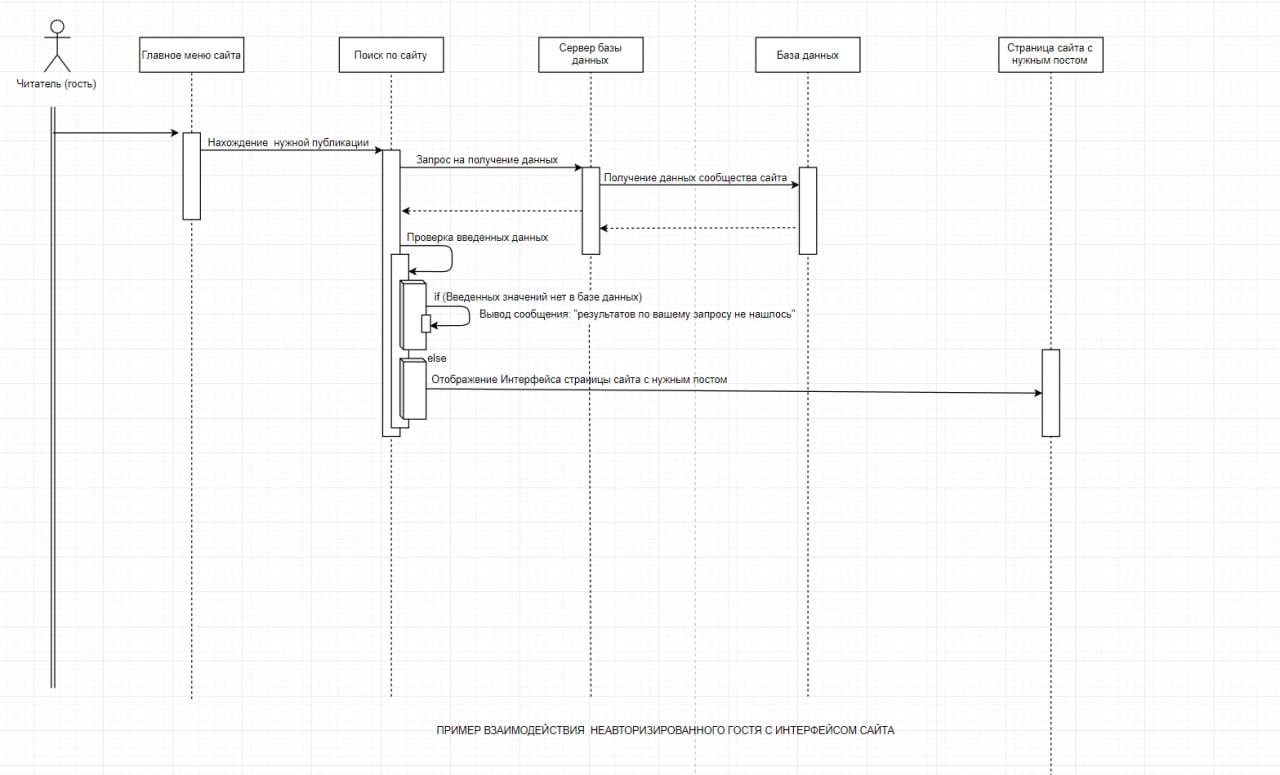 Читатель (гость)
Главное меню сайта
Поиск по сайту
Сервер базы
данных
База данных
Страница сайта с
нужным постом
Нахождение нужной публикации
Запрос на получение данных
Получение данных сообщества сайта
Проверка введенных данных
if (Введенных значений нет в базе данных)
Вывод сообщения: "результатов по вашему запросу не нашлось"
else
Отображение Интерфейса страницы сайта с нужным постом
ПРИМЕР ВЗАИМОДЕЙСТВИЯ НЕАВТОРИЗИРОВАННОГО ГОСТЯ С ИНТЕРФЕЙСОМ САЙТА